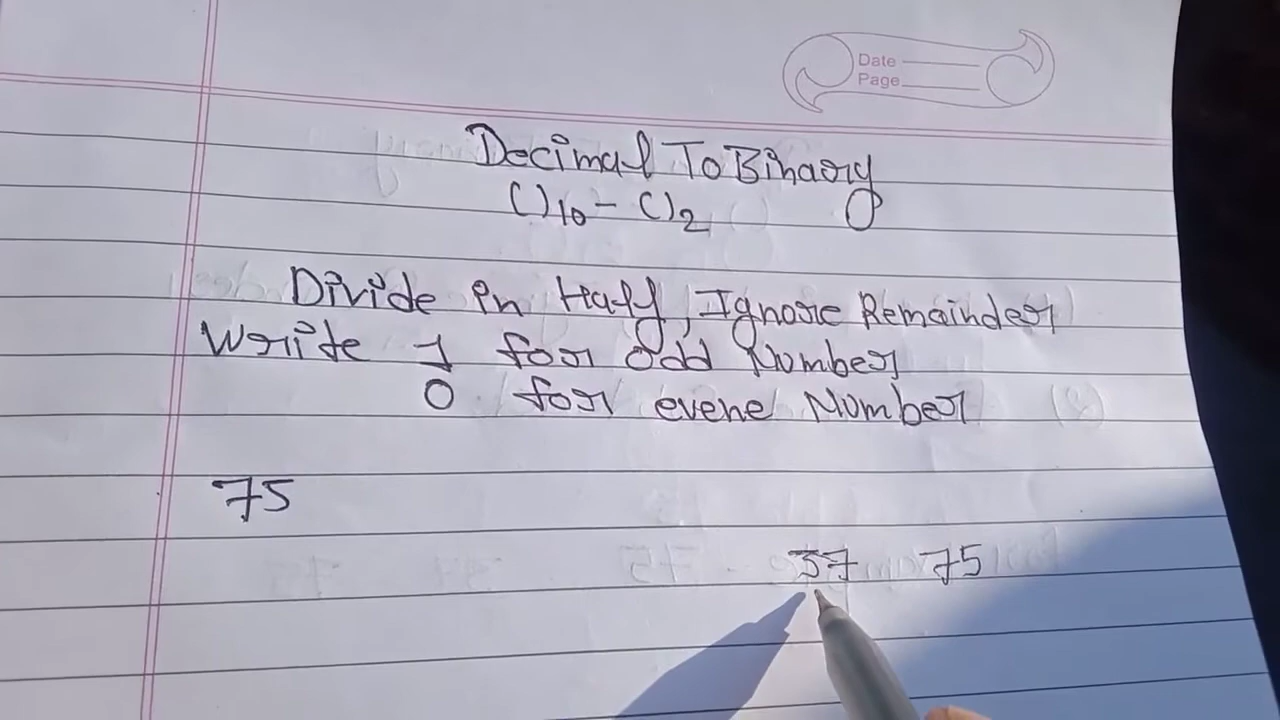 Date
Page
Decimal To Binary
()10 - ()2
Divide in Half, Ignore Remainder
Write 1 for odd Number
0 for evene Number
75
37 75